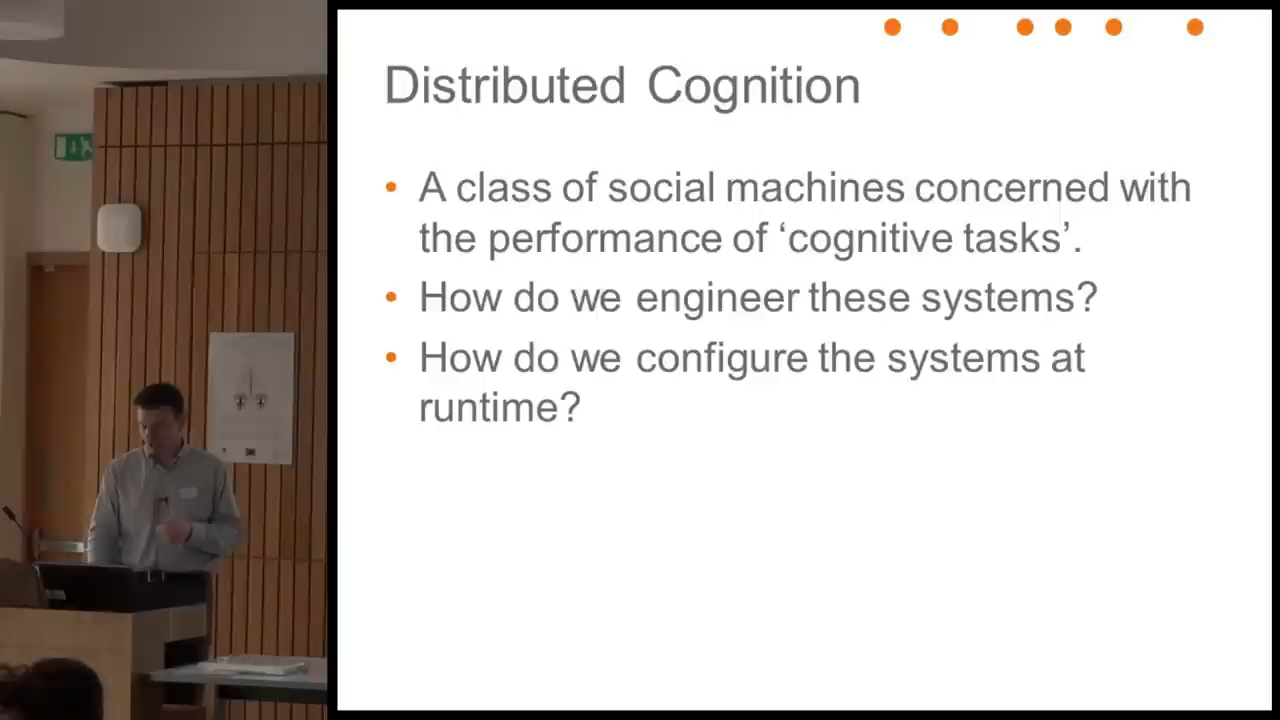 Distributed Cognition
• A class of social machines concerned with
the performance of ‘cognitive tasks’.
• How do we engineer these systems?
• How do we configure the systems at
runtime?